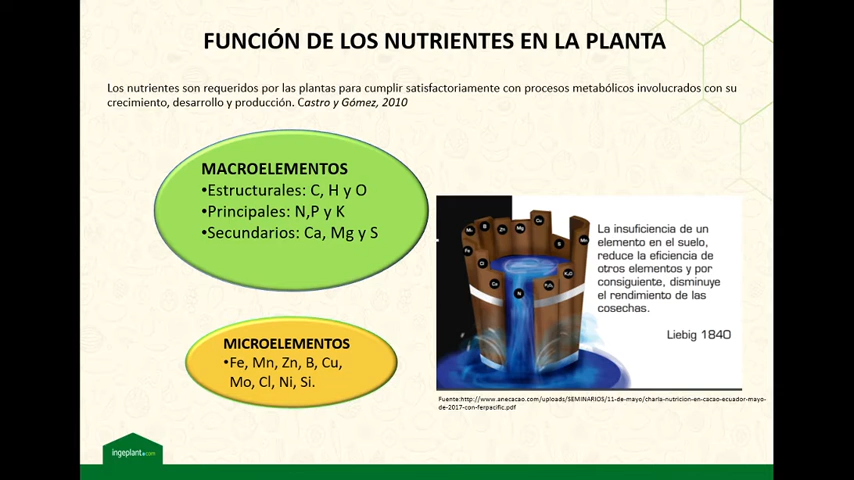 FUNCIÓN DE LOS NUTRIENTES EN LA PLANTA
Los nutrientes son requeridos por las plantas para cumplir satisfactoriamente con procesos metabólicos involucrados con su
crecimiento, desarrollo y producción. Castro y Gómez, 2010
MACROELEMENTOS
•Estructurales: C, H y O
•Principales: N,P y K
•Secundarios: Ca, Mg y S
MICROELEMENTOS
•Fe, Mn, Zn, B, Cu,
Mo, Cl, Ni, Si.
La insuficiencia de un
elemento en el suelo,
reduce la eficiencia de
otros elementos y por
consiguiente, disminuye
el rendimiento de las
cosechas.
Liebig 1840
Fuente:http://www.anecacao.com/uploads/SEMINARIOS/11-de-mayo/charla-nutricion-en-cacao-ecuador-mayo-
de-2017-con-ferpacific.pdf
ingeplant.com